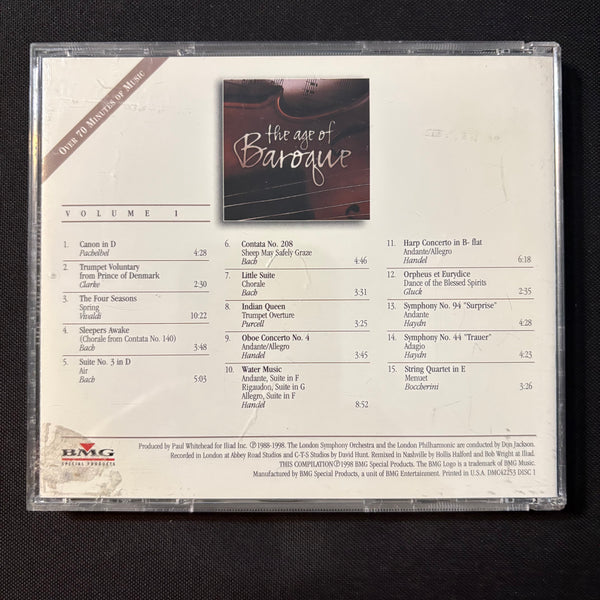 OVER 70 MINUTES OF MUSIC
the age of
Baroque
VOLUME 1
1. Canon in D
Pachelbel 4:28
2. Trumpet Voluntary
from Prince of Denmark
Clarke 2:30
3. The Four Seasons
Spring
Vivaldi 10:22
4. Sleepers Awake
(Chorale from Contata No. 140)
Bach 3:48
5. Suite No. 3 in D
Air
Bach 5:03
6. Contata No. 208
Sheep May Safely Graze
Bach 4:46
7. Little Suite
Chorale
Bach 3:31
8. Indian Queen
Trumpet Overture
Purcell 3:25
9. Oboe Concerto No. 4
Andante/Allegro
Handel 3:45
10. Water Music
Andante, Suite in F
Rigaudon, Suite in G
Allegro, Suite in F
Handel 8:52
11. Harp Concerto in B- flat
Andante/Allegro
Handel 6:18
12. Orpheus et Eurydice
Dance of the Blessed Spirits
Gluck 2:35
13. Symphony No. 94 "Surprise"
Andante
Haydn 4:28
14. Symphony No. 44 "Trauer"
Adagio
Haydn 4:23
15. String Quartet in E
Menuet
Boccherini 3:26
BMG
SPECIAL PRODUCTS
Produced by Paul Whitehead for Iliad Inc. ℗1988-1998. The London Symphony Orchestra and the London Philharmonic are conducted by Don Jackson.
Recorded in London at Abbey Road Studios and C-T-S Studios by David Hunt. Remixed in Nashville by Hollis Halford and Bob Wright at Iliad.
THIS COMPILATION℗1998 BMG Special Products. The BMG Logo is a trademark of BMG Music.
Manufactured by BMG Special Products, a unit of BMG Entertainment. Printed in U.S.A. DMC42253 DISC 1